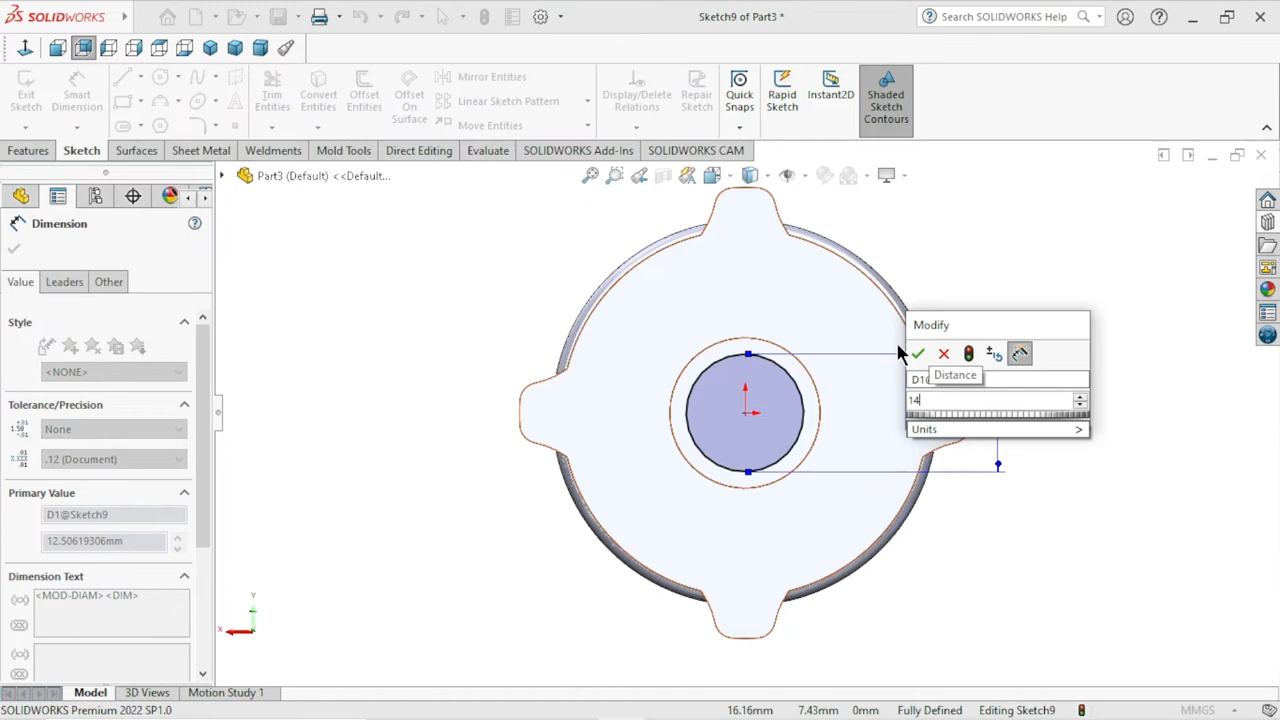 SOLIDWORKS
Sketch9 of Part3 *
Search SOLIDWORKS Help
Exit Sketch
Smart Dimension
Trim Entities
Convert Entities
Offset Entities
Offset On Surface
Mirror Entities
Linear Sketch Pattern
Move Entities
Display/Delete Relations
Repair Sketch
Quick Snaps
Rapid Sketch
Instant2D
Shaded Sketch Contours
Features
Sketch
Surfaces
Sheet Metal
Weldments
Mold Tools
Direct Editing
Evaluate
SOLIDWORKS Add-Ins
SOLIDWORKS CAM
Part3 (Default) <<Default...
Dimension
Value
Leaders
Other
Style
<NONE>
Tolerance/Precision
None
.12 (Document)
Primary Value
D1@Sketch9
12.50619306mm
Dimension Text
<MOD-DIAM><DIM>
Modify
Distance
D1@
14
Units >
Y
X
Model
3D Views
Motion Study 1
SOLIDWORKS Premium 2022 SP1.0
16.16mm
7.43mm
0mm
Fully Defined
Editing Sketch9
MMGS